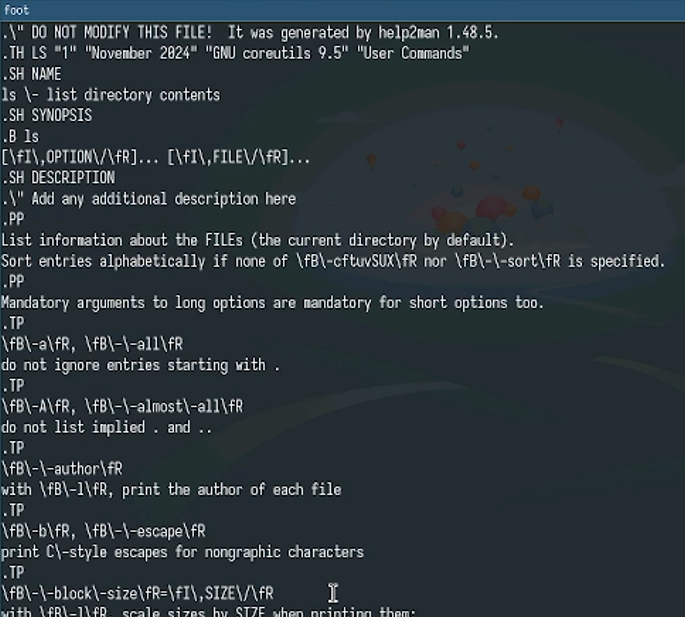 foot
.\" DO NOT MODIFY THIS FILE!  It was generated by help2man 1.48.5.
.TH LS "1" "November 2024" "GNU coreutils 9.5" "User Commands"
.SH NAME
ls \- list directory contents
.SH SYNOPSIS
.B ls
[\fI\,OPTION\/\fR]... [\fI\,FILE\/\fR]...
.SH DESCRIPTION
.\" Add any additional description here
.PP
List information about the FILEs (the current directory by default).
Sort entries alphabetically if none of \fB\-cftuvSUX\fR nor \fB\-\-sort\fR is specified.
.PP
Mandatory arguments to long options are mandatory for short options too.
.TP
\fB\-a\fR, \fB\-\-all\fR
do not ignore entries starting with .
.TP
\fB\-A\fR, \fB\-\-almost\-all\fR
do not list implied . and ..
.TP
\fB\-\-author\fR
with \fB\-l\fR, print the author of each file
.TP
\fB\-b\fR, \fB\-\-escape\fR
print C\-style escapes for nongraphic characters
.TP
\fB\-\-block\-size\fR=\fI\,SIZE\/\fR
with \fB\-l\fR, scale sizes by SIZE when printing them;